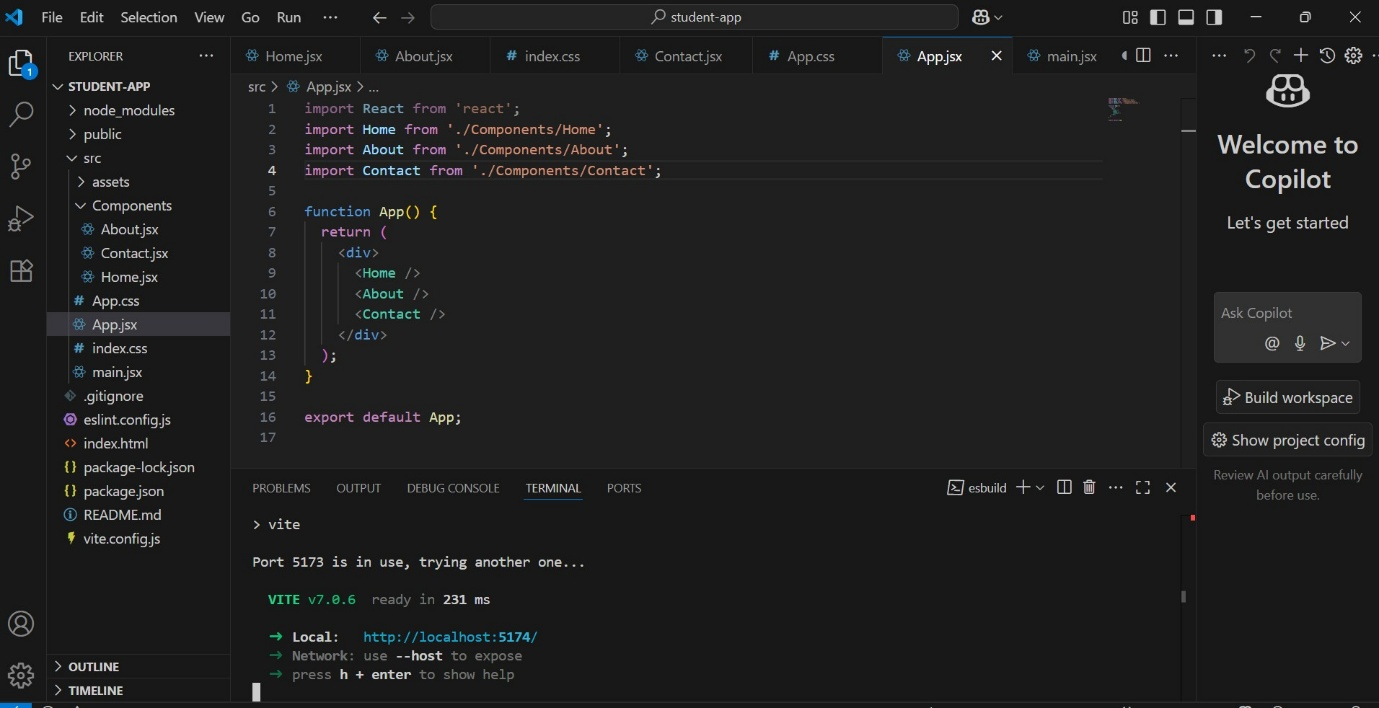 File Edit Selection View Go Run ··· student-app
EXPLORER ···
STUDENT-APP
node_modules
public
src
assets
Components
About.jsx
Contact.jsx
Home.jsx
# App.css
App.jsx
# index.css
main.jsx
.gitignore
eslint.config.js
<> index.html
{} package-lock.json
{} package.json
README.md
vite.config.js
OUTLINE
TIMELINE
1
Home.jsx About.jsx # index.css Contact.jsx # App.css App.jsx main.jsx ···
src > App.jsx > ...
1 import React from 'react';
2 import Home from './Components/Home';
3 import About from './Components/About';
4 import Contact from './Components/Contact';
5
6 function App() {
7 return (
8 <div>
9 <Home />
10 <About />
11 <Contact />
12 </div>
13 );
14 }
15
16 export default App;
17
PROBLEMS OUTPUT DEBUG CONSOLE TERMINAL PORTS esbuild ···
> vite
Port 5173 is in use, trying another one...
VITE v7.0.6 ready in 231 ms
➜ Local: http://localhost:5174/
➜ Network: use --host to expose
➜ press h + enter to show help
Welcome to
Copilot
Let's get started
Ask Copilot
@
Build workspace
Show project config
Review AI output carefully
before use.